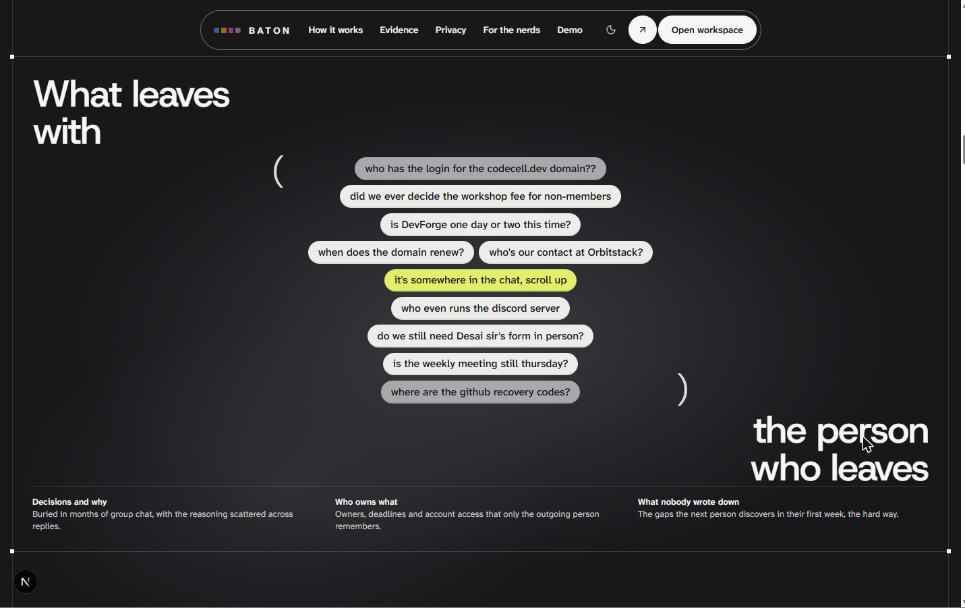 BATON How it works Evidence Privacy For the nerds Demo Open workspace
What leaves
with
(
who has the login for the codecell.dev domain??
did we ever decide the workshop fee for non-members
is DevForge one day or two this time?
when does the domain renew? who's our contact at Orbitstack?
it's somewhere in the chat, scroll up
who even runs the discord server
do we still need Desai sir's form in person?
is the weekly meeting still thursday?
where are the github recovery codes?
)
the person
who leaves
Decisions and why
Buried in months of group chat, with the reasoning scattered across
replies.
Who owns what
Owners, deadlines and account access that only the outgoing person
remembers.
What nobody wrote down
The gaps the next person discovers in their first week, the hard way.
N